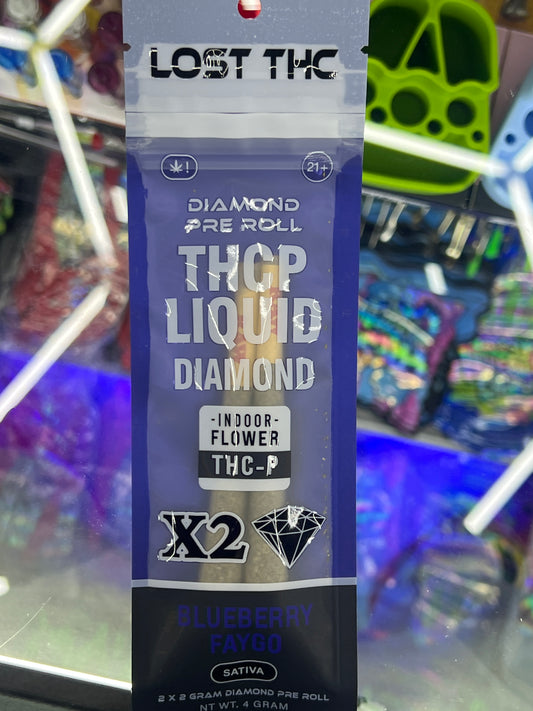 LOST THC
!
21+
DIAMOND
PRE ROLL
THCP
LIQUID
DIAMOND
-INDOOR-
FLOWER
THC-P
X2
BLUEBERRY
FAYGO
SATIVA
2 X 2 GRAM DIAMOND PRE ROLL
NT WT. 4 GRAM